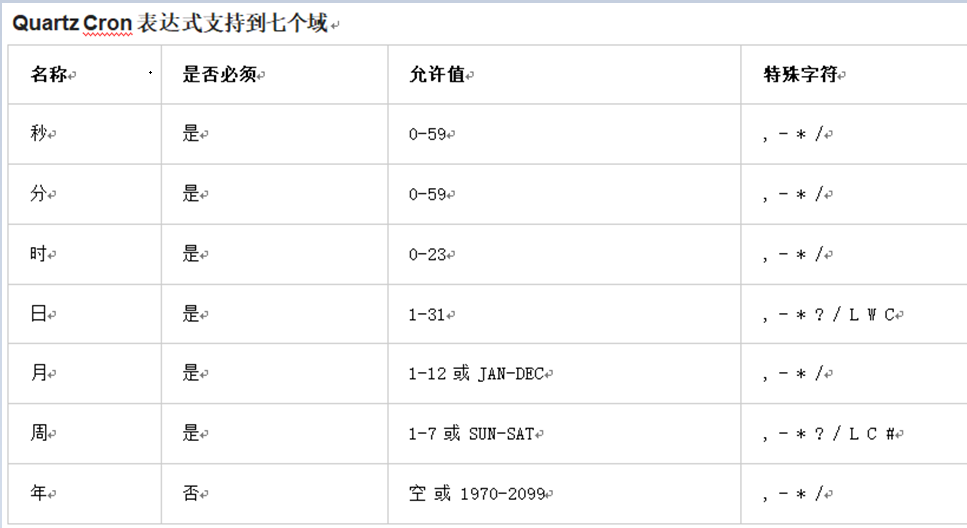 Quartz Cron 表达式支持到七个域
名称 是否必须 允许值 特殊字符
秒 是 0-59 , - * /
分 是 0-59 , - * /
时 是 0-23 , - * /
日 是 1-31 , - * ? / L W C
月 是 1-12 或 JAN-DEC , - * /
周 是 1-7 或 SUN-SAT , - * ? / L C #
年 否 空 或 1970-2099 , - * /